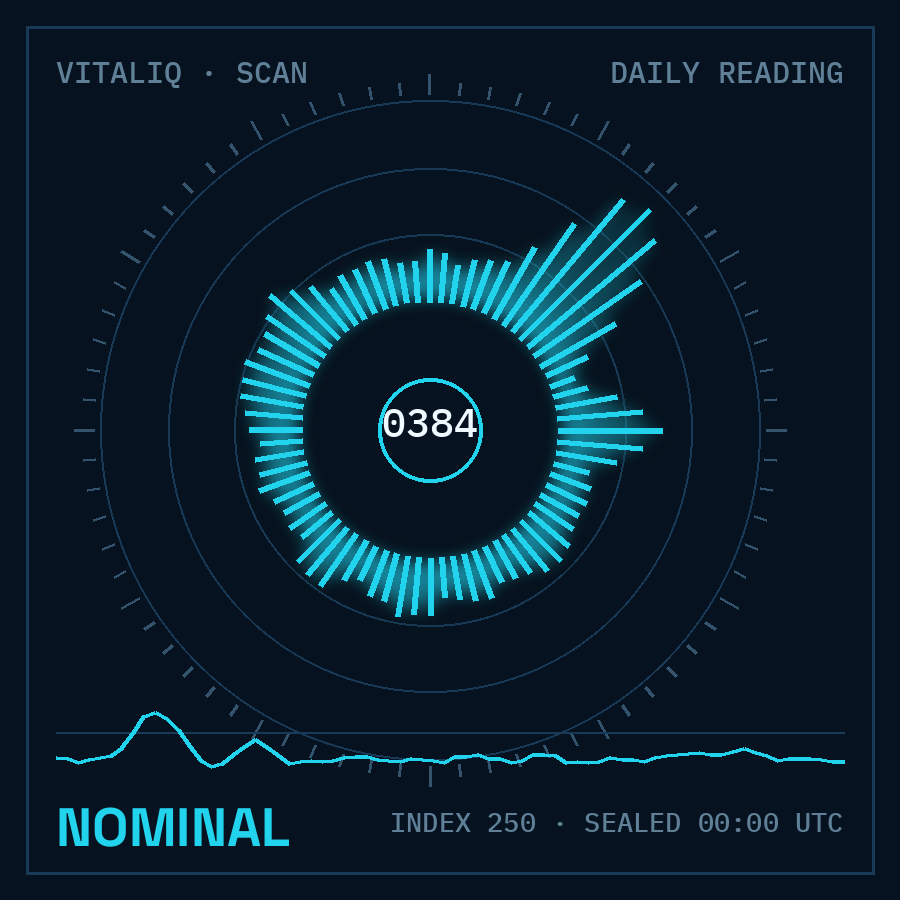 VITALIQ · SCAN
DAILY READING
0384
NOMINAL
INDEX 250 · SEALED 00:00 UTC